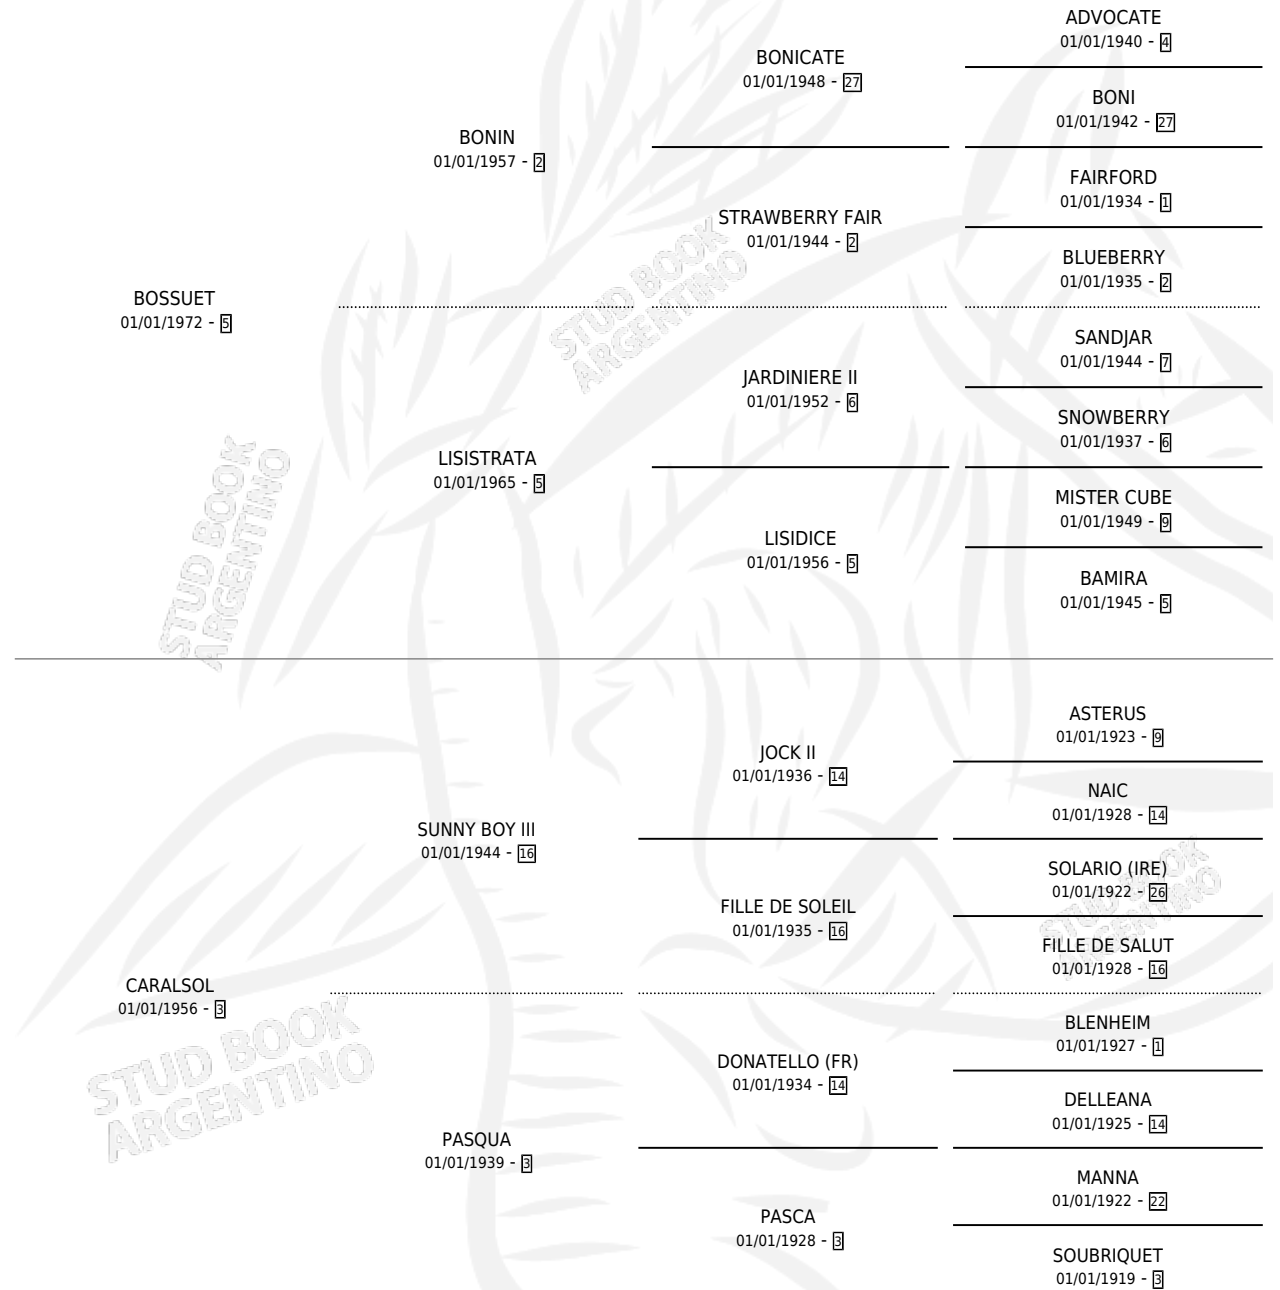 ADVOCATE
01/01/1940 - 4
BONICATE
01/01/1948 - 27
BONI
01/01/1942 - 27
BONIN
01/01/1957 - 2
FAIRFORD
01/01/1934 - 1
STRAWBERRY FAIR
01/01/1944 - 2
BLUEBERRY
01/01/1935 - 2
BOSSUET
01/01/1972 - 5
STUD BOOK
ARGENTINO
SANDJAR
01/01/1944 - 7
JARDINIERE II
01/01/1952 - 6
SNOWBERRY
01/01/1937 - 6
LISISTRATA
01/01/1965 - 5
STUD BOOK
ARGENTINO
MISTER CUBE
01/01/1949 - 9
LISIDICE
01/01/1956 - 5
BAMIRA
01/01/1945 - 5
ASTERUS
01/01/1923 - 9
JOCK II
01/01/1936 - 14
NAIC
01/01/1928 - 14
SUNNY BOY III
01/01/1944 - 16
SOLARIO (IRE)
01/01/1922 - 26
STUD BOOK
ARGENTINO
FILLE DE SOLEIL
01/01/1935 - 16
FILLE DE SALUT
01/01/1928 - 16
CARALSOL
01/01/1956 - 3
STUD BOOK
ARGENTINO
BLENHEIM
01/01/1927 - 1
DONATELLO (FR)
01/01/1934 - 14
DELLEANA
01/01/1925 - 14
PASQUA
01/01/1939 - 3
MANNA
01/01/1922 - 22
PASCA
01/01/1928 - 3
SOUBRIQUET
01/01/1919 - 3